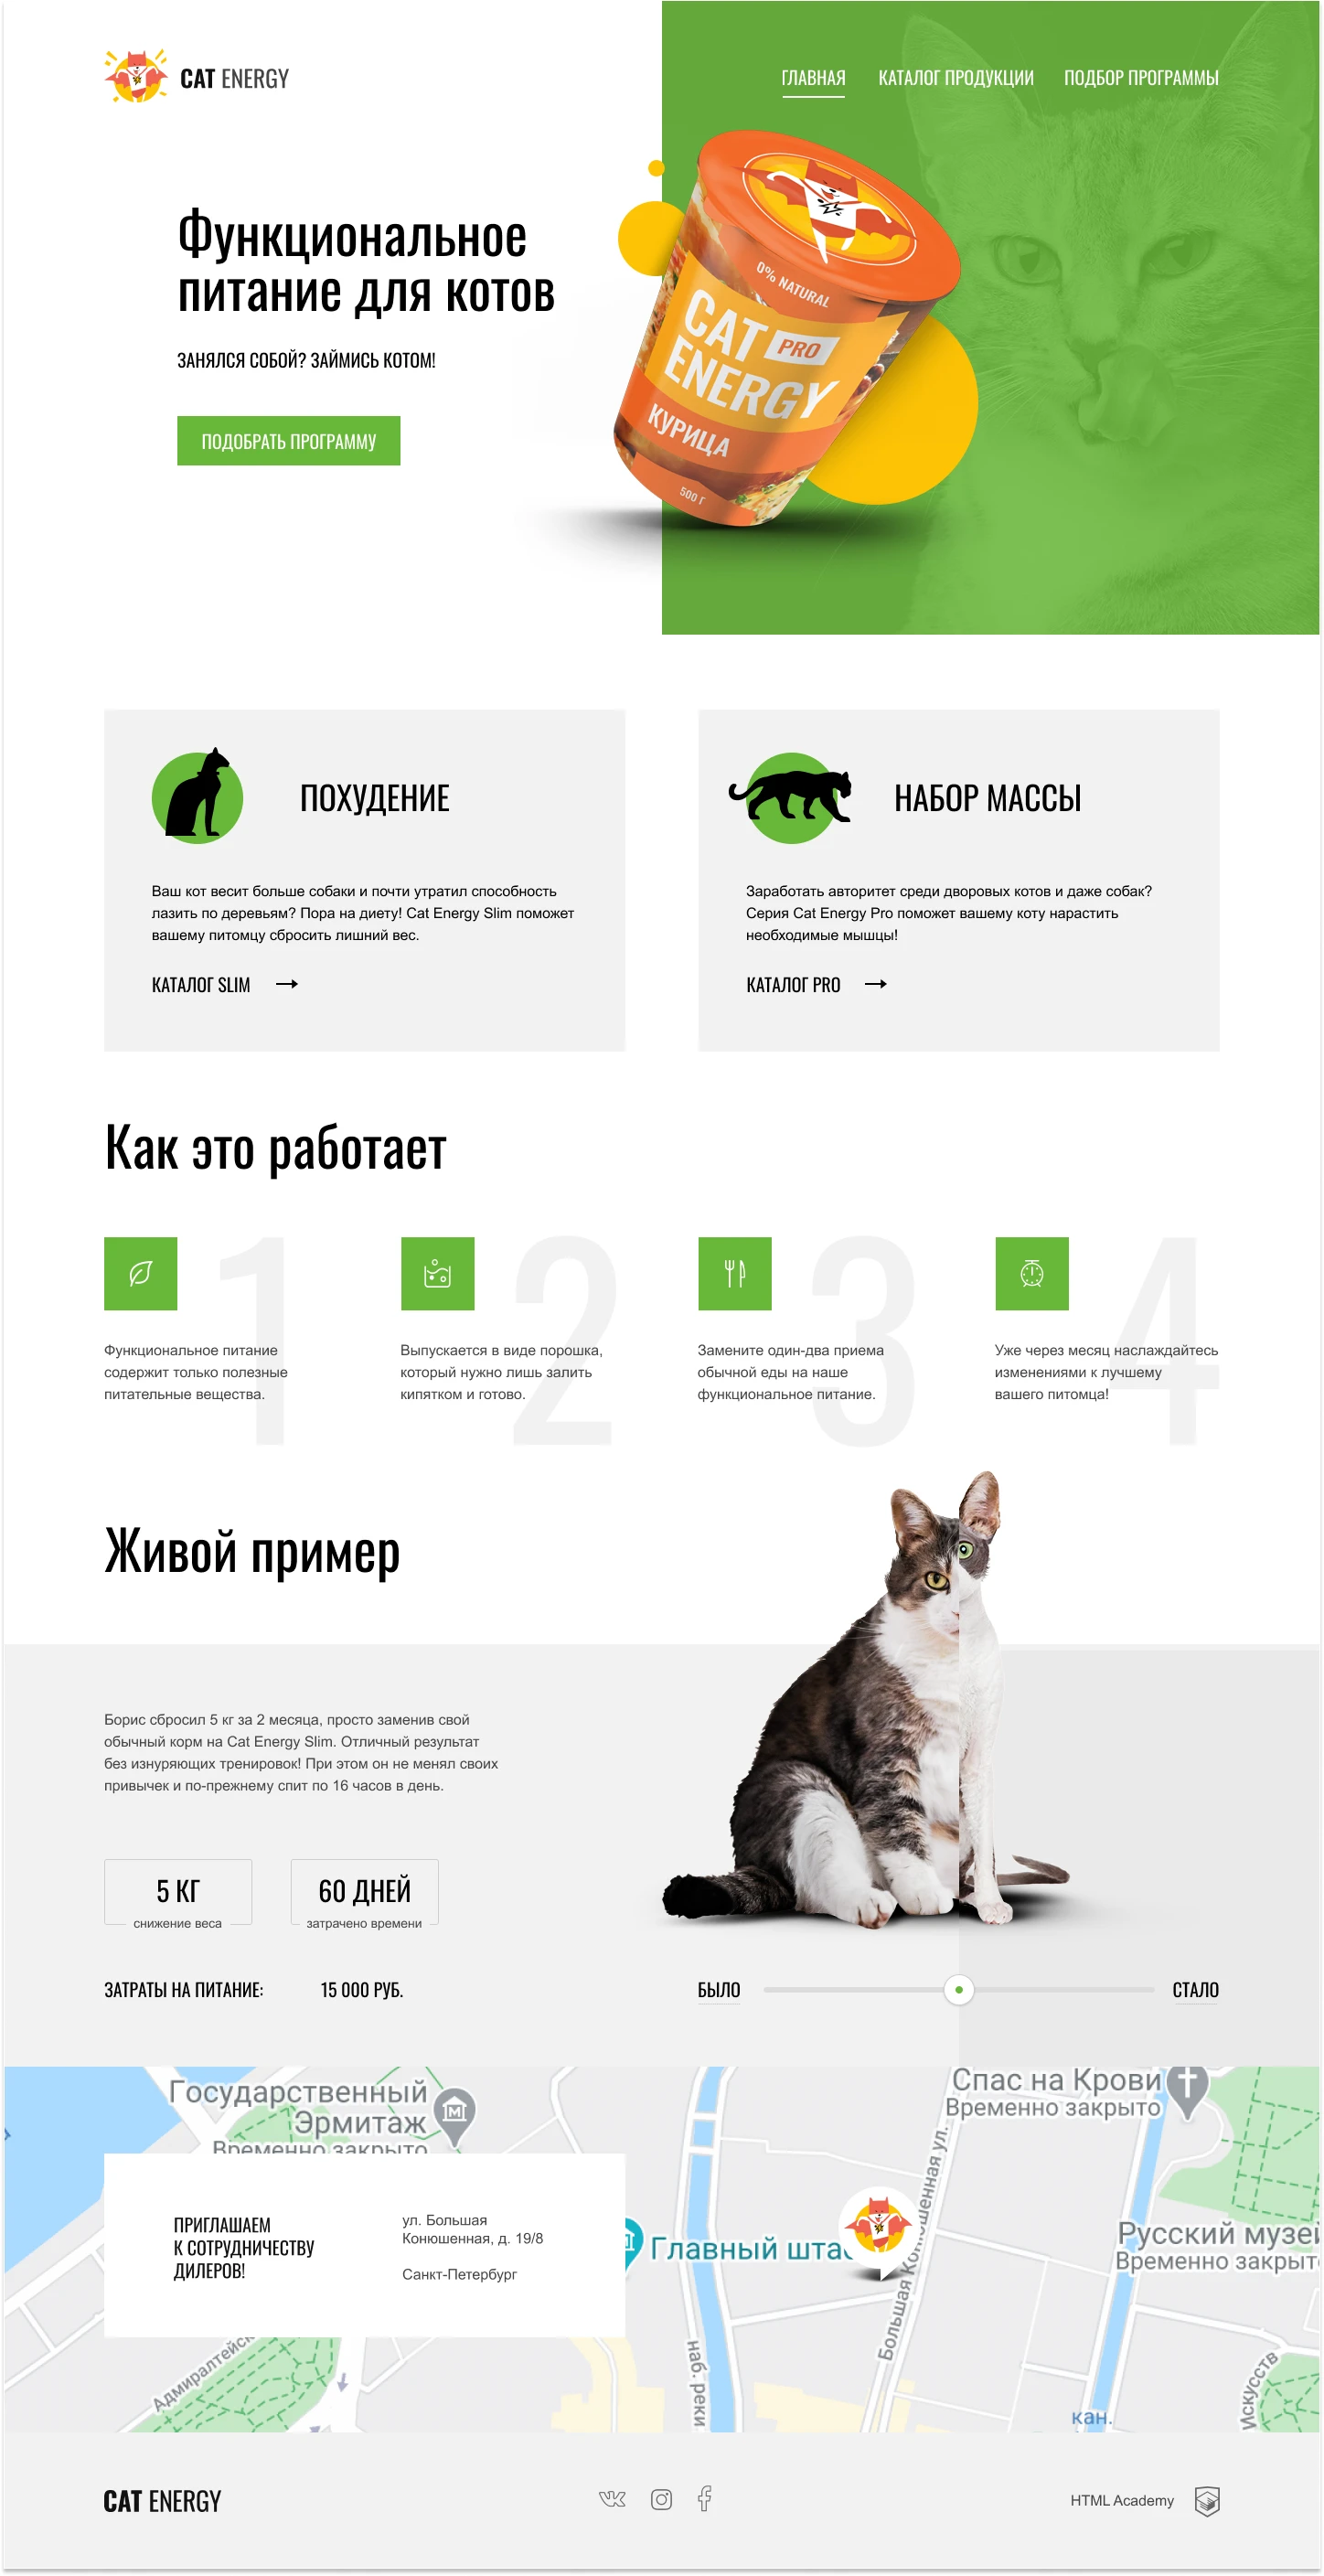 CAT ENERGY
ГЛАВНАЯ КАТАЛОГ ПРОДУКЦИИ ПОДБОР ПРОГРАММЫ
Функциональное
питание для котов
ЗАНЯЛСЯ СОБОЙ? ЗАЙМИСЬ КОТОМ!
ПОДОБРАТЬ ПРОГРАММУ
0% NATURAL
CAT PRO
ENERGY
КУРИЦА
500 Г
ПОХУДЕНИЕ
Ваш кот весит больше собаки и почти утратил способность
лазить по деревьям? Пора на диету! Cat Energy Slim поможет
вашему питомцу сбросить лишний вес.
КАТАЛОГ SLIM
НАБОР МАССЫ
Заработать авторитет среди дворовых котов и даже собак?
Серия Cat Energy Pro поможет вашему коту нарастить
необходимые мышцы!
КАТАЛОГ PRO
Как это работает
1
Функциональное питание
содержит только полезные
питательные вещества.
2
Выпускается в виде порошка,
который нужно лишь залить
кипятком и готово.
3
Замените один-два приема
обычной еды на наше
функциональное питание.
4
Уже через месяц наслаждайтесь
изменениями к лучшему
вашего питомца!
Живой пример
Борис сбросил 5 кг за 2 месяца, просто заменив свой
обычный корм на Cat Energy Slim. Отличный результат
без изнуряющих тренировок! При этом он не менял своих
привычек и по-прежнему спит по 16 часов в день.
5 КГ
снижение веса
60 ДНЕЙ
затрачено времени
ЗАТРАТЫ НА ПИТАНИЕ: 15 000 РУБ.
БЫЛО
СТАЛО
Государственный
Эрмитаж
Временно закрыто
Спас на Крови
Временно закрыто
ПРИГЛАШАЕМ
К СОТРУДНИЧЕСТВУ
ДИЛЕРОВ!
ул. Большая
Конюшенная, д. 19/8
Санкт-Петербург
Главный
Большая
ул.
Русский
Временно
наб. реки
кан.
Искусств
CAT ENERGY
HTML Academy